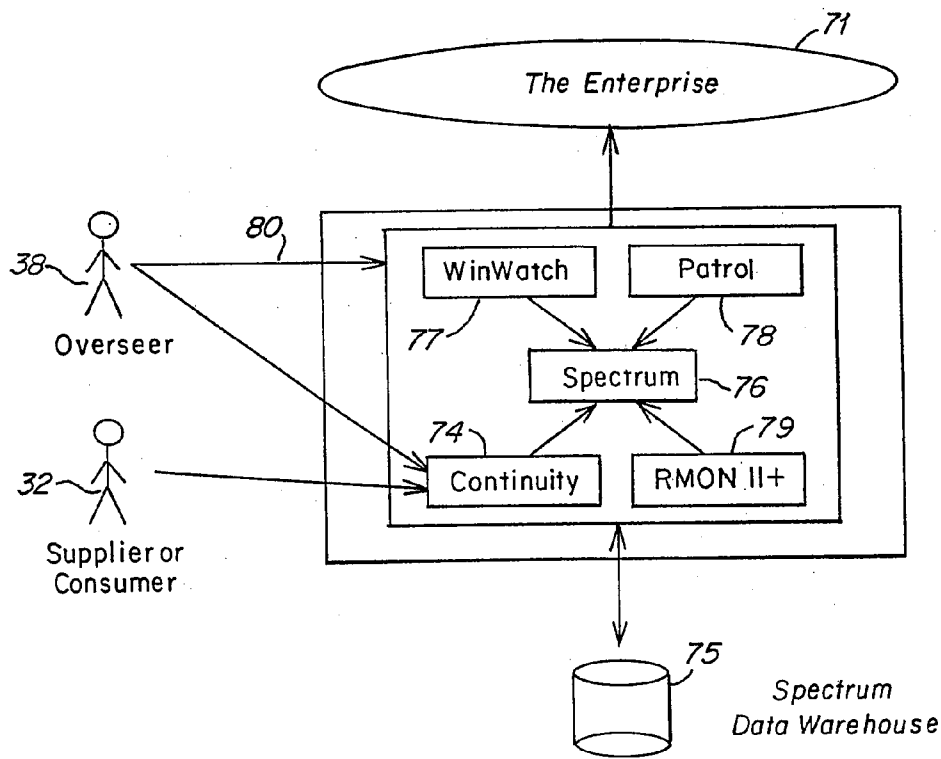 71
The Enterprise
80
38
WinWatch
Patrol
77
78
Overseer
Spectrum
76
74
79
32
Continuity
RMON II+
Supplier or
Consumer
75
Spectrum
Data Warehouse